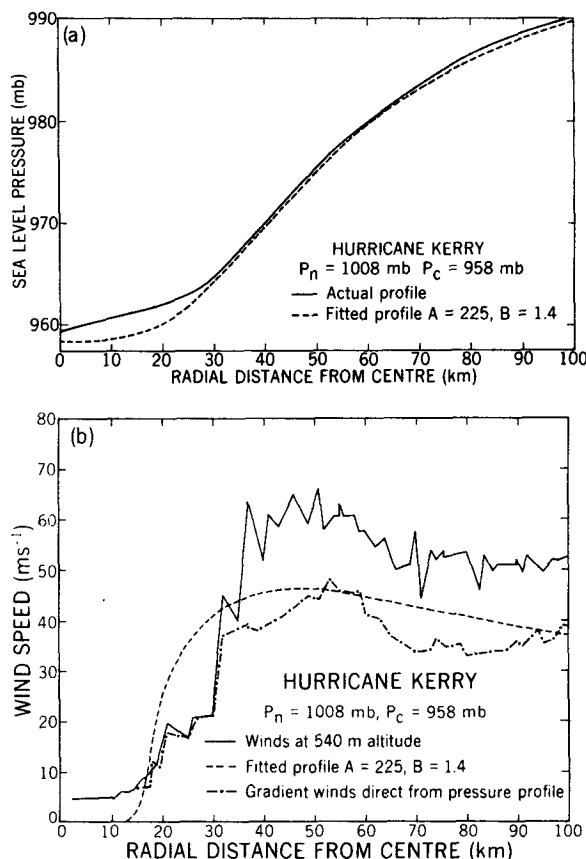 (a)
990
980
970
960
SEA LEVEL PRESSURE (mb)
HURRICANE KERRY
Pn = 1008 mb Pc = 958 mb
Actual profile
Fitted profile A = 225, B = 1.4
0 10 20 30 40 50 60 70 80 90 100
RADIAL DISTANCE FROM CENTRE (km)
(b)
80
70
60
50
40
30
20
10
0
WIND SPEED (ms⁻¹)
HURRICANE KERRY
Pn = 1008 mb, Pc = 958 mb
Winds at 540 m altitude
Fitted profile A = 225, B = 1.4
Gradient winds direct from pressure profile
0 10 20 30 40 50 60 70 80 90 100
RADIAL DISTANCE FROM CENTRE (km)